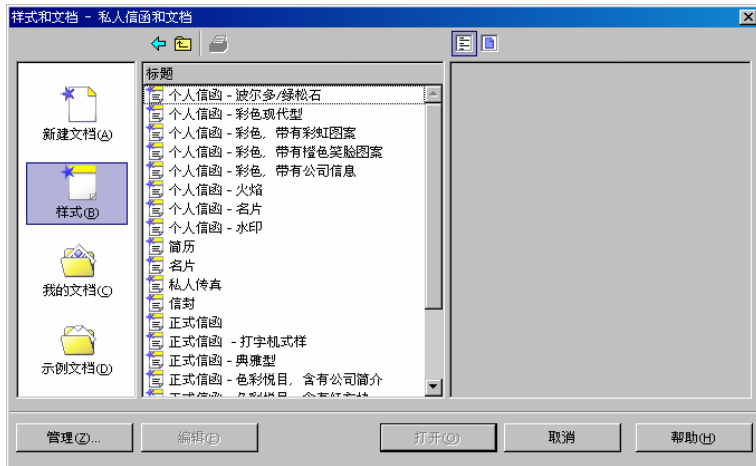 样式和文档 - 私人信函和文档
标题
新建文档(A)
样式(B)
我的文档(C)
示例文档(D)
个人信函 - 波尔多/绿松石
个人信函 - 彩色现代型
个人信函 - 彩色，带有彩虹图案
个人信函 - 彩色，带有橙色笑脸图案
个人信函 - 彩色，带有公司信息
个人信函 - 火焰
个人信函 - 名片
个人信函 - 水印
简历
名片
私人传真
信封
正式信函
正式信函 - 打字机式样
正式信函 - 典雅型
正式信函 - 色彩悦目，含有公司简介
管理(Z)...
编辑(E)
打开(O)
取消
帮助(H)